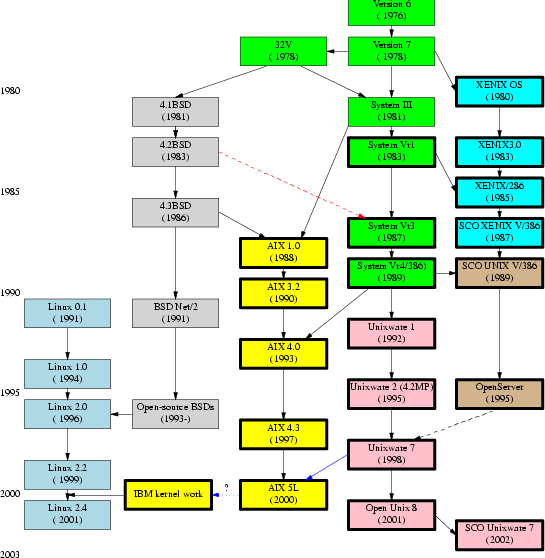 Version 6
(1976)
32V
(1978)
Version 7
(1978)
1980
XENIX OS
(1980)
4.1BSD
(1981)
System III
(1981)
4.2BSD
(1983)
System Vr1
(1983)
XENIX3.0
(1983)
1985
XENIX/286
(1985)
4.3BSD
(1986)
System Vr3
(1987)
SCO XENIX V/386
(1987)
AIX 1.0
(1988)
System Vr4/386)
(1989)
SCO UNIX V/386
(1989)
1990
AIX 3.2
(1990)
Linux 0.1
(1991)
BSD Net/2
(1991)
Unixware 1
(1992)
AIX 4.0
(1993)
Linux 1.0
(1994)
1995
Unixware 2 (4.2MP)
(1995)
OpenServer
(1995)
Linux 2.0
(1996)
Open-source BSDs
(1993-)
AIX 4.3
(1997)
Unixware 7
(1998)
Linux 2.2
(1999)
2000
IBM kernel work
?
AIX 5L
(2000)
Linux 2.4
(2001)
Open Unix 8
(2001)
SCO Unixware 7
(2002)
2003